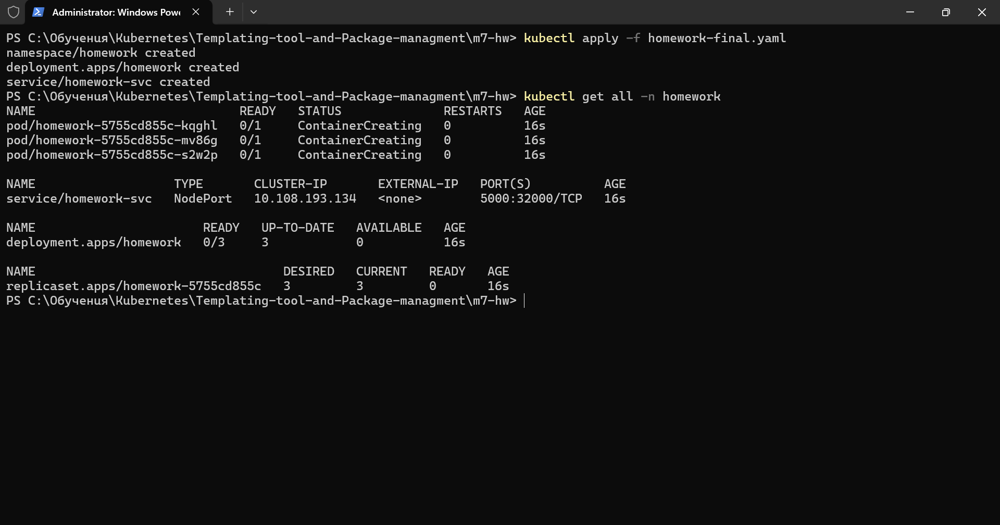 Administrator: Windows Powe
PS C:\Обучения\Kubernetes\Templating-tool-and-Package-managment\m7-hw> kubectl apply -f homework-final.yaml
namespace/homework created
deployment.apps/homework created
service/homework-svc created
PS C:\Обучения\Kubernetes\Templating-tool-and-Package-managment\m7-hw> kubectl get all -n homework
NAME READY STATUS RESTARTS AGE
pod/homework-5755cd855c-kqghl 0/1 ContainerCreating 0 16s
pod/homework-5755cd855c-mv86g 0/1 ContainerCreating 0 16s
pod/homework-5755cd855c-s2w2p 0/1 ContainerCreating 0 16s
NAME TYPE CLUSTER-IP EXTERNAL-IP PORT(S) AGE
service/homework-svc NodePort 10.108.193.134 <none> 5000:32000/TCP 16s
NAME READY UP-TO-DATE AVAILABLE AGE
deployment.apps/homework 0/3 3 0 16s
NAME DESIRED CURRENT READY AGE
replicaset.apps/homework-5755cd855c 3 3 0 16s
PS C:\Обучения\Kubernetes\Templating-tool-and-Package-managment\m7-hw>